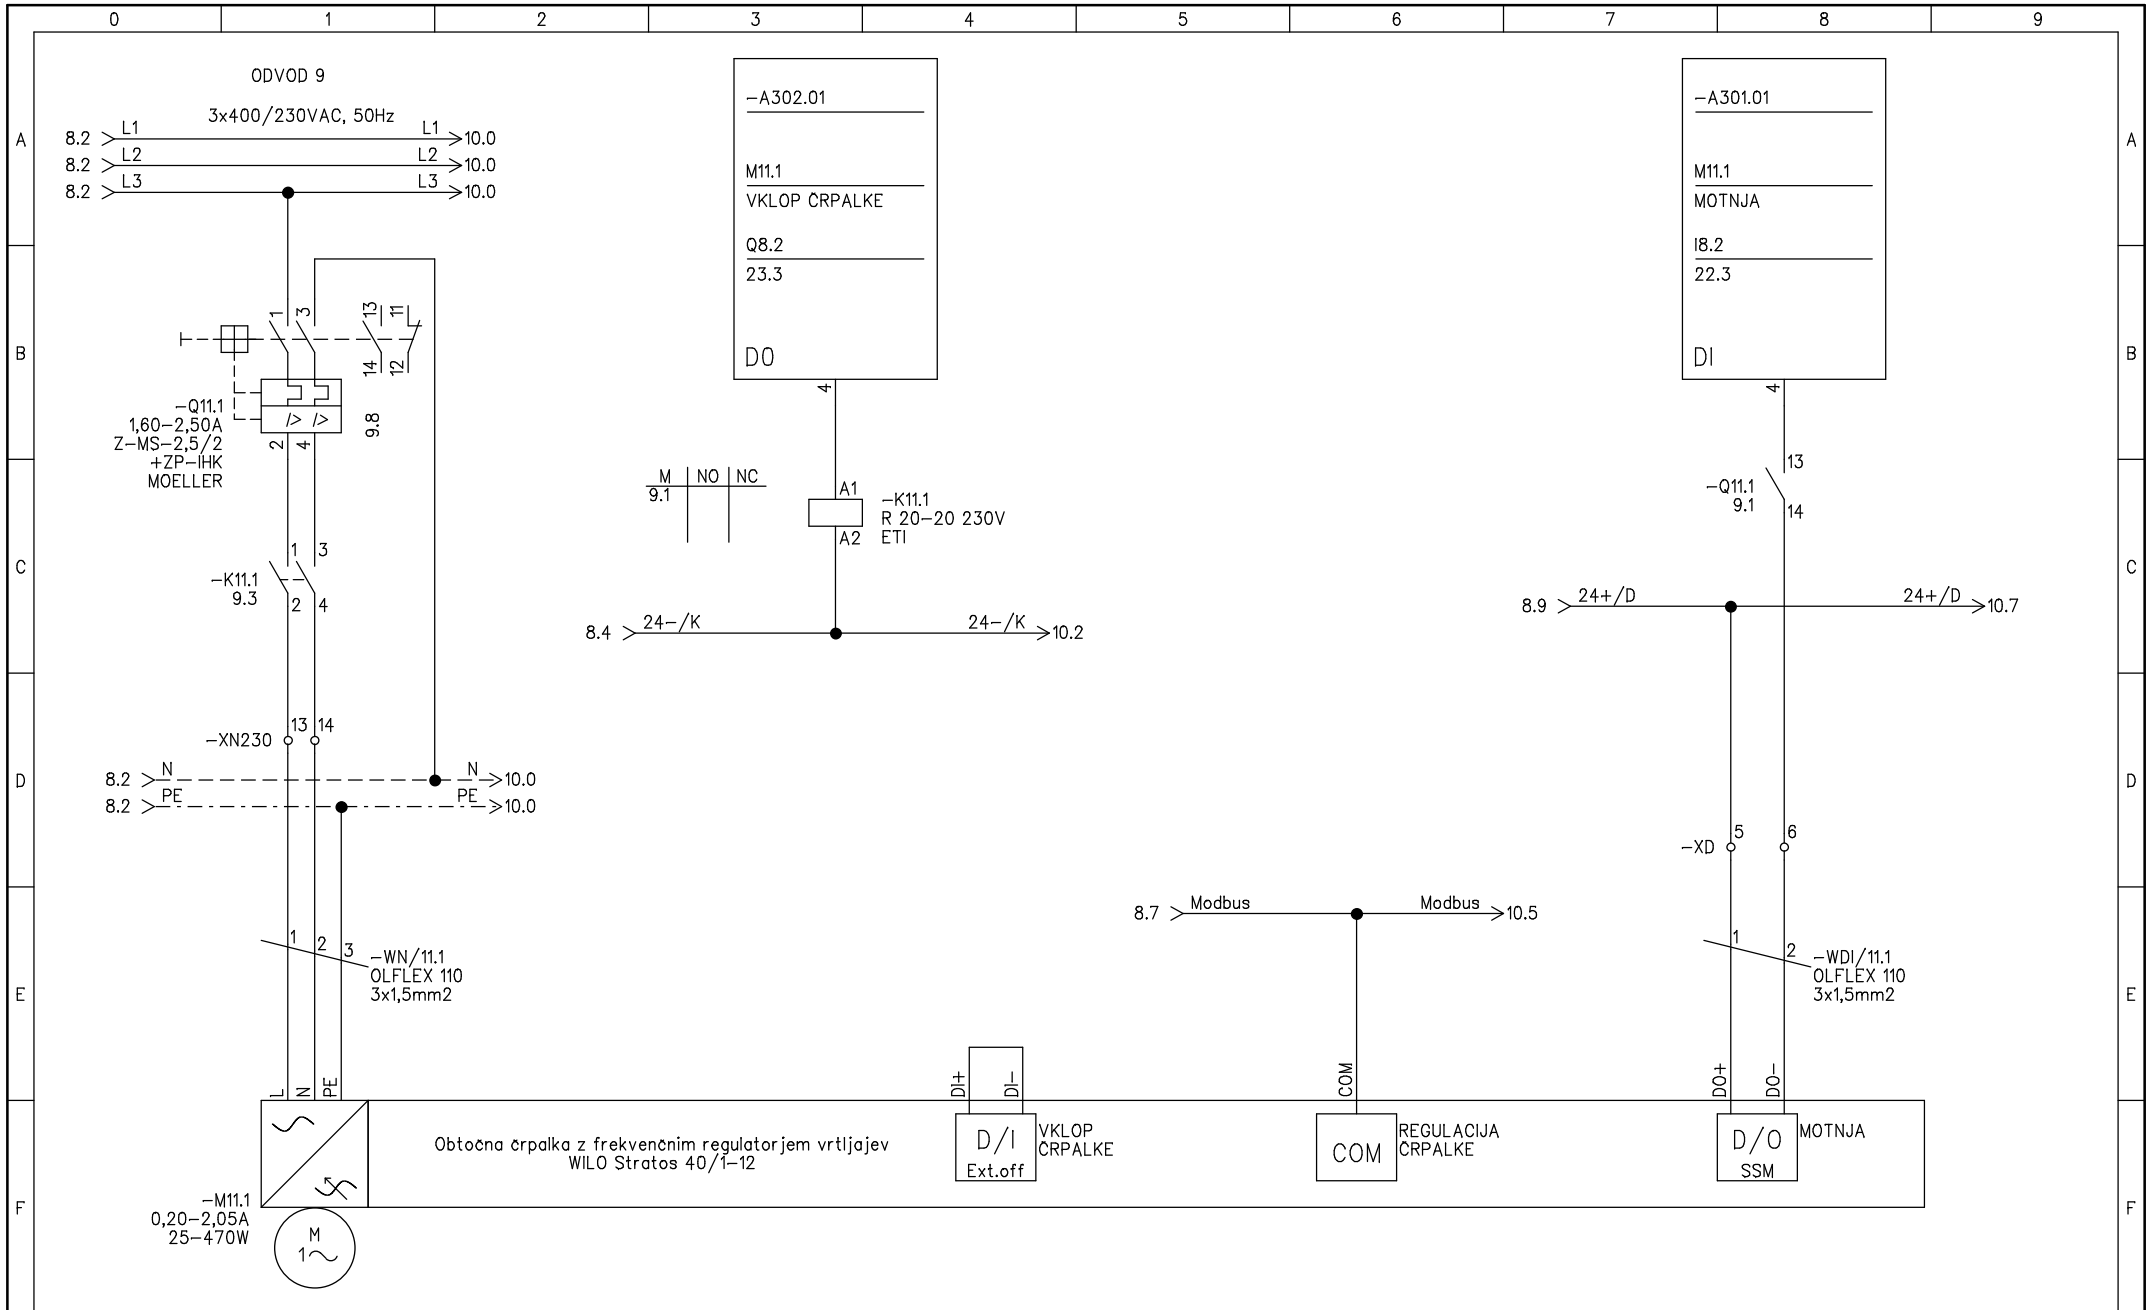 0 1 2 3 4 5 6 7 8 9
ODVOD 9
3x400/230VAC, 50Hz
A
8.2 L1 L1 10.0
8.2 L2 L2 10.0
8.2 L3 L3 10.0
A
-A302.01
M11.1
VKLOP ČRPALKE
Q8.2
23.3
DO
4
-A301.01
M11.1
MOTNJA
I8.2
22.3
DI
4
B
1 3 13 11
14 12
B
-Q11.1
1,60-2,50A
Z-MS-2,5/2
+ZP-IHK
MOELLER
I> I>
2 4
9.8
M NO NC
9.1
A1
A2
-K11.1
R 20-20 230V
ETI
13
-Q11.1
9.1
14
C
1 3
-K11.1
9.3
2 4
C
8.4 24-/K 24-/K 10.2
8.9 24+/D 24+/D 10.7
-XN230 13 14
D
8.2 N N 10.0
8.2 PE PE 10.0
D
-XD 5 6
8.7 Modbus Modbus 10.5
E
1 2 3
-WN/11.1
OLFLEX 110
3x1,5mm2
1 2
-WDI/11.1
OLFLEX 110
3x1,5mm2
E
L N PE
DI+ DI-
COM
DO+ DO-
Obtočna črpalka z frekvenčnim regulatorjem vrtljajev
WILO Stratos 40/1-12
D/I
Ext.off
VKLOP
ČRPALKE
COM
REGULACIJA
ČRPALKE
D/O
SSM
MOTNJA
F
-M11.1
0,20-2,05A
25-470W
M
1
F